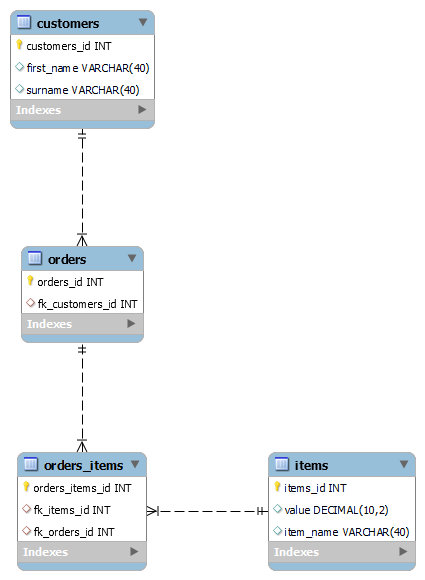 customers
customers_id INT
first_name VARCHAR(40)
surname VARCHAR(40)
Indexes
orders
orders_id INT
fk_customers_id INT
Indexes
orders_items
orders_items_id INT
fk_items_id INT
fk_orders_id INT
Indexes
items
items_id INT
value DECIMAL(10,2)
item_name VARCHAR(40)
Indexes